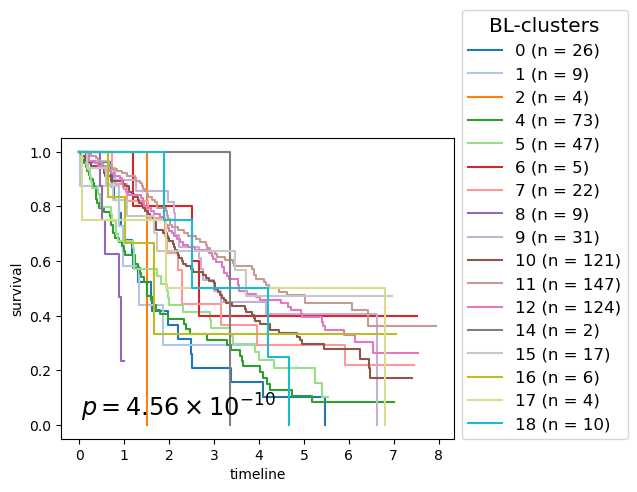 BL-clusters
0 (n = 26)
1 (n = 9)
2 (n = 4)
4 (n = 73)
5 (n = 47)
6 (n = 5)
7 (n = 22)
8 (n = 9)
9 (n = 31)
10 (n = 121)
11 (n = 147)
12 (n = 124)
14 (n = 2)
15 (n = 17)
16 (n = 6)
17 (n = 4)
18 (n = 10)
1.0
0.8
0.6
0.4
0.2
0.0
survival
p = 4.56 × 10⁻¹⁰
0 1 2 3 4 5 6 7 8
timeline